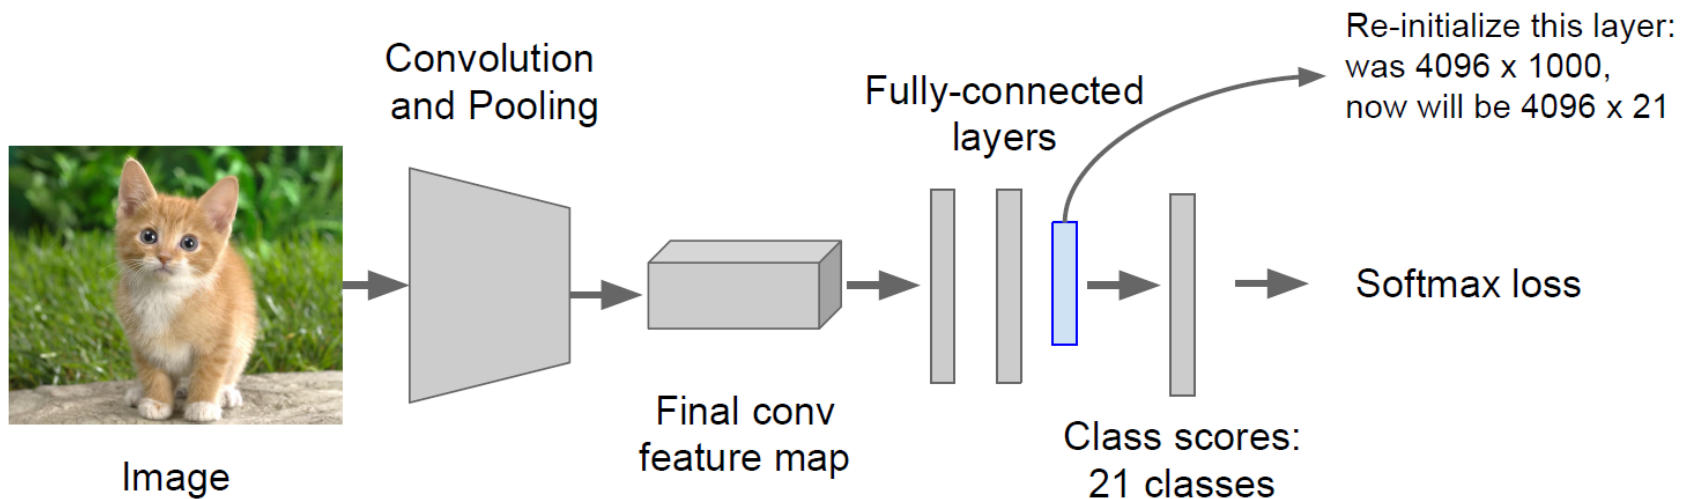 Convolution
and Pooling
Fully-connected
layers
Re-initialize this layer:
was 4096 x 1000,
now will be 4096 x 21
Softmax loss
Final conv
feature map
Class scores:
21 classes
Image